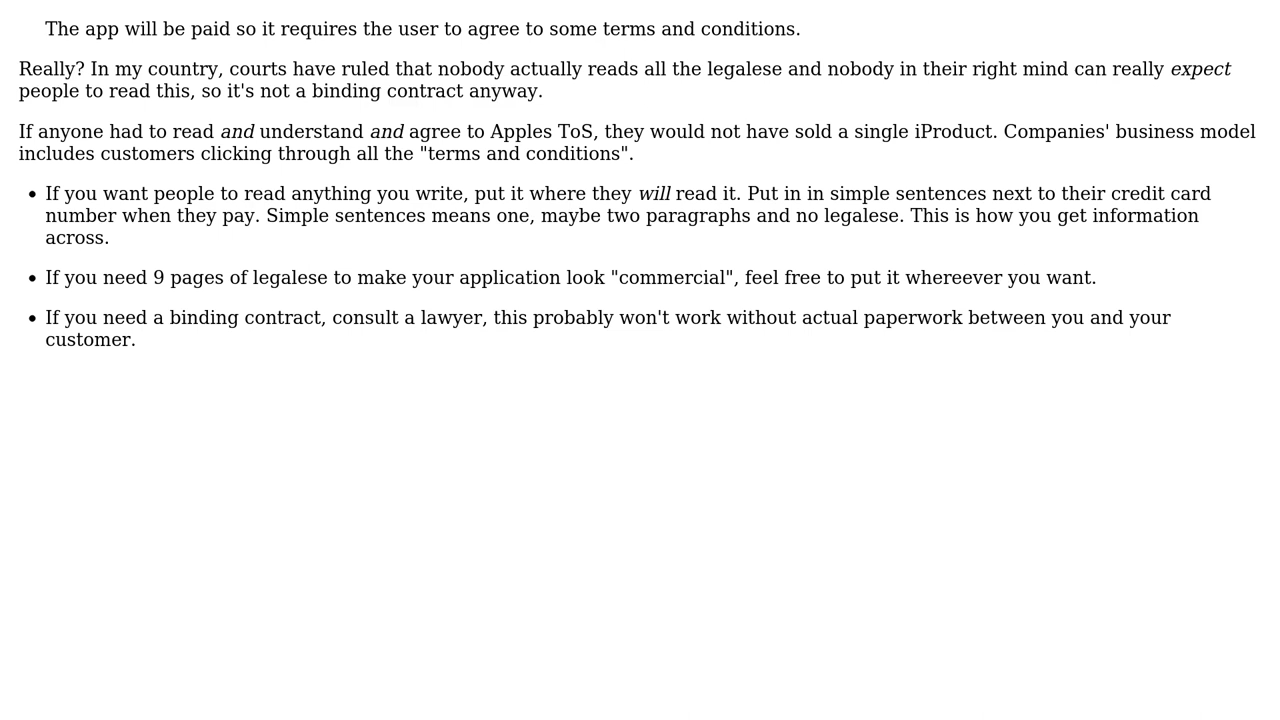 The app will be paid so it requires the user to agree to some terms and conditions.
Really? In my country, courts have ruled that nobody actually reads all the legalese and nobody in their right mind can really expect
people to read this, so it's not a binding contract anyway.
If anyone had to read and understand and agree to Apples ToS, they would not have sold a single iProduct. Companies' business model
includes customers clicking through all the "terms and conditions".
• If you want people to read anything you write, put it where they will read it. Put in in simple sentences next to their credit card
number when they pay. Simple sentences means one, maybe two paragraphs and no legalese. This is how you get information
across.
• If you need 9 pages of legalese to make your application look "commercial", feel free to put it whereever you want.
• If you need a binding contract, consult a lawyer, this probably won't work without actual paperwork between you and your
customer.